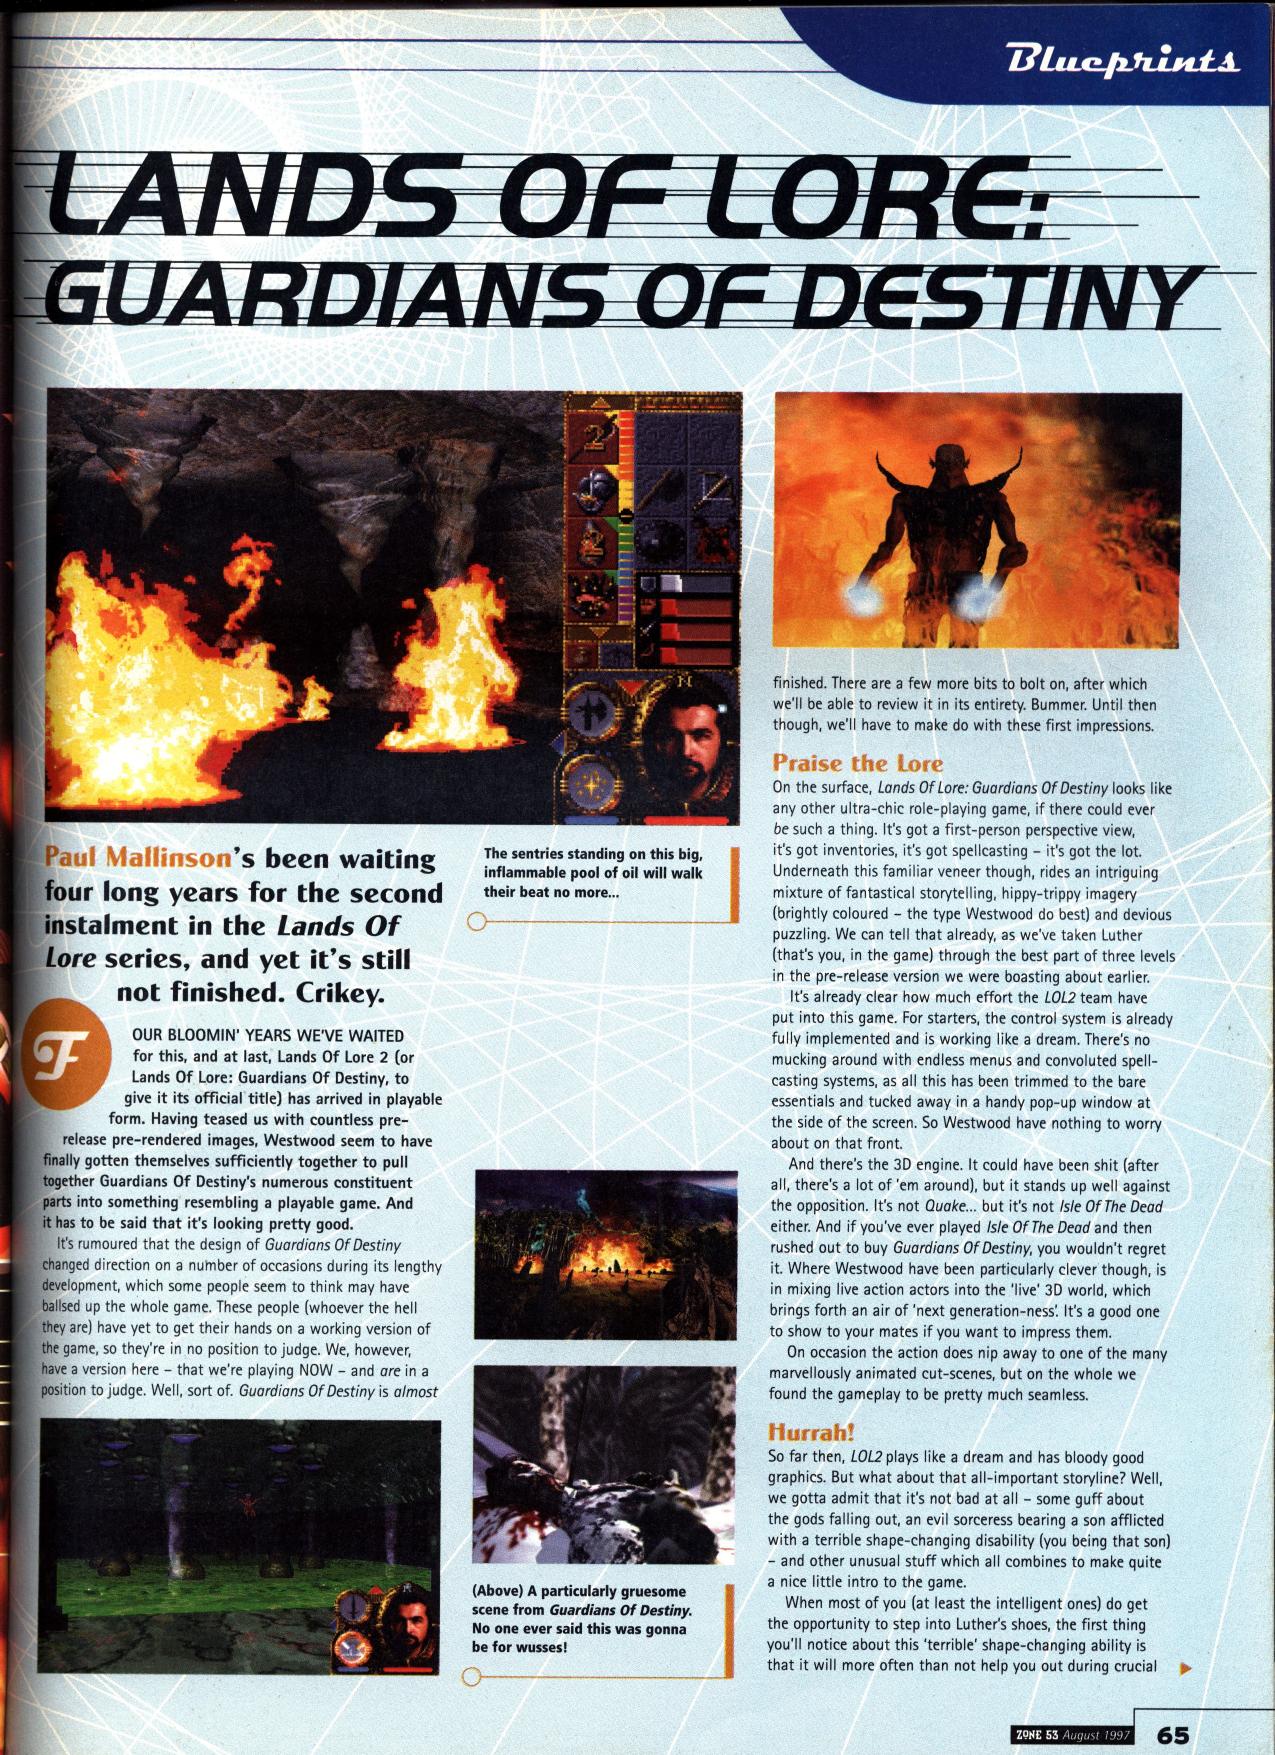 Blueprints
LANDS OF LORE:
GUARDIANS OF DESTINY
Paul Mallinson's been waiting
four long years for the second
instalment in the Lands Of
Lore series, and yet it's still
not finished. Crikey.
The sentries standing on this big,
inflammable pool of oil will walk
their beat no more...
F
OUR BLOOMIN' YEARS WE'VE WAITED
for this, and at last, Lands Of Lore 2 (or
Lands Of Lore: Guardians Of Destiny, to
give it its official title) has arrived in playable
form. Having teased us with countless pre-
release pre-rendered images, Westwood seem to have
finally gotten themselves sufficiently together to pull
together Guardians Of Destiny's numerous constituent
parts into something resembling a playable game. And
it has to be said that it's looking pretty good.
It's rumoured that the design of Guardians Of Destiny
changed direction on a number of occasions during its lengthy
development, which some people seem to think may have
ballsed up the whole game. These people (whoever the hell
they are) have yet to get their hands on a working version of
the game, so they're in no position to judge. We, however,
have a version here – that we're playing NOW – and are in a
position to judge. Well, sort of. Guardians Of Destiny is almost
(Above) A particularly gruesome
scene from Guardians Of Destiny.
No one ever said this was gonna
be for wusses!
finished. There are a few more bits to bolt on, after which
we'll be able to review it in its entirety. Bummer. Until then
though, we'll have to make do with these first impressions.
Praise the Lore
On the surface, Lands Of Lore: Guardians Of Destiny looks like
any other ultra-chic role-playing game, if there could ever
be such a thing. It's got a first-person perspective view,
it's got inventories, it's got spellcasting – it's got the lot.
Underneath this familiar veneer though, rides an intriguing
mixture of fantastical storytelling, hippy-trippy imagery
(brightly coloured – the type Westwood do best) and devious
puzzling. We can tell that already, as we've taken Luther
(that's you, in the game) through the best part of three levels
in the pre-release version we were boasting about earlier.
It's already clear how much effort the LOL2 team have
put into this game. For starters, the control system is already
fully implemented and is working like a dream. There's no
mucking around with endless menus and convoluted spell-
casting systems, as all this has been trimmed to the bare
essentials and tucked away in a handy pop-up window at
the side of the screen. So Westwood have nothing to worry
about on that front.
And there's the 3D engine. It could have been shit (after
all, there's a lot of 'em around), but it stands up well against
the opposition. It's not Quake... but it's not Isle Of The Dead
either. And if you've ever played Isle Of The Dead and then
rushed out to buy Guardians Of Destiny, you wouldn't regret
it. Where Westwood have been particularly clever though, is
in mixing live action actors into the 'live' 3D world, which
brings forth an air of 'next generation-ness'. It's a good one
to show to your mates if you want to impress them.
On occasion the action does nip away to one of the many
marvellously animated cut-scenes, but on the whole we
found the gameplay to be pretty much seamless.
Hurrah!
So far then, LOL2 plays like a dream and has bloody good
graphics. But what about that all-important storyline? Well,
we gotta admit that it's not bad at all – some guff about
the gods falling out, an evil sorceress bearing a son afflicted
with a terrible shape-changing disability (you being that son)
– and other unusual stuff which all combines to make quite
a nice little intro to the game.
When most of you (at least the intelligent ones) do get
the opportunity to step into Luther's shoes, the first thing
you'll notice about this 'terrible' shape-changing ability is
that it will more often than not help you out during crucial
ZONE 53 August 1997 65